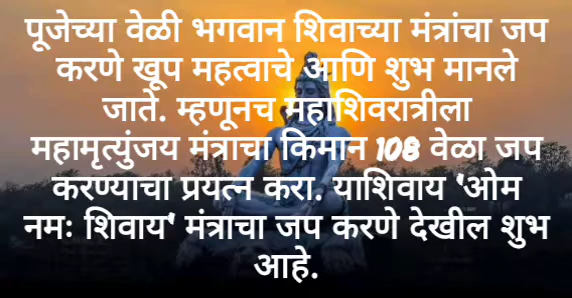 पूजेच्या वेळी भगवान शिवाच्या मंत्रांचा जप
करणे खूप महत्वाचे आणि शुभ मानले
जाते. म्हणूनच महाशिवरात्रीला
महामृत्युंजय मंत्राचा किमान 108 वेळा जप
करण्याचा प्रयत्न करा. याशिवाय 'ओम
नमः शिवाय' मंत्राचा जप करणे देखील शुभ
आहे.